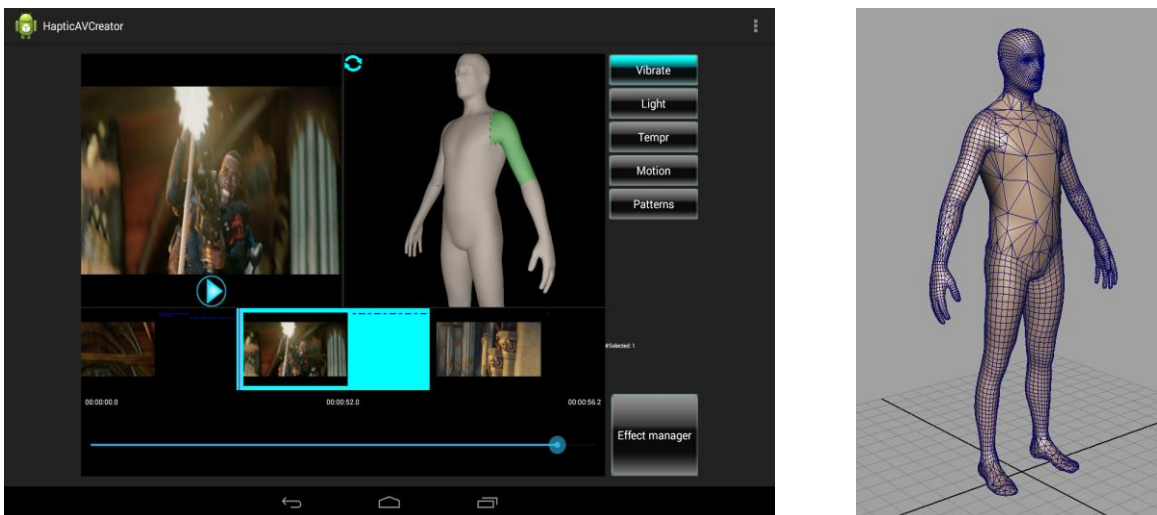 HapticAVCreator
Vibrate
Light
Tempr
Motion
Patterns
#Selected: 1
00:00:00.0
00:00:52.0
00:00:56.2
Effect manager